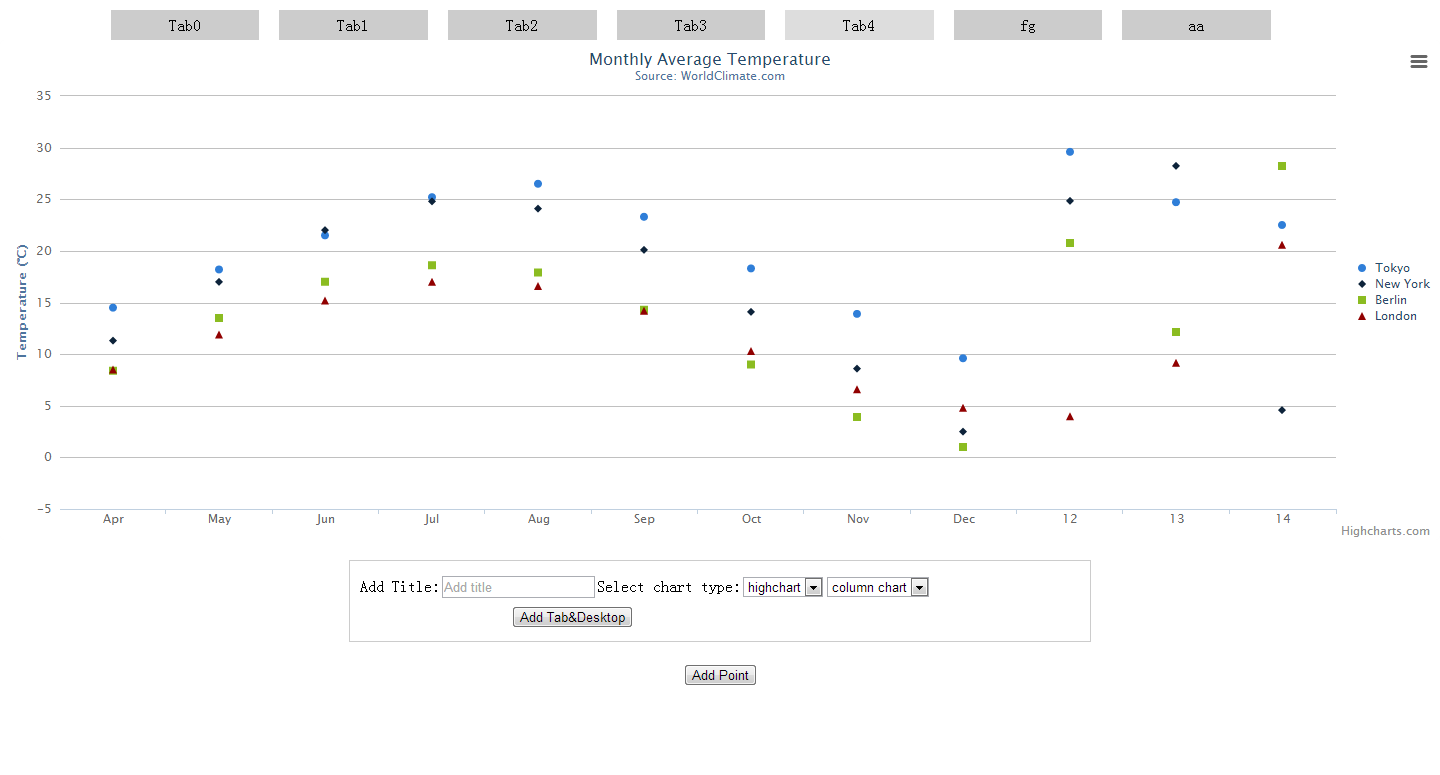 Tab0 Tab1 Tab2 Tab3 Tab4 fg aa
Monthly Average Temperature
Source: WorldClimate.com
35
30
25
20
15
10
5
0
-5
Temperature (℃)
Apr May Jun Jul Aug Sep Oct Nov Dec 12 13 14
Tokyo
New York
Berlin
London
Highcharts.com
Add Title: Add title Select chart type: highchart column chart
Add Tab&Desktop
Add Point